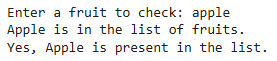 Enter a fruit to check: apple
Apple is in the list of fruits.
Yes, Apple is present in the list.